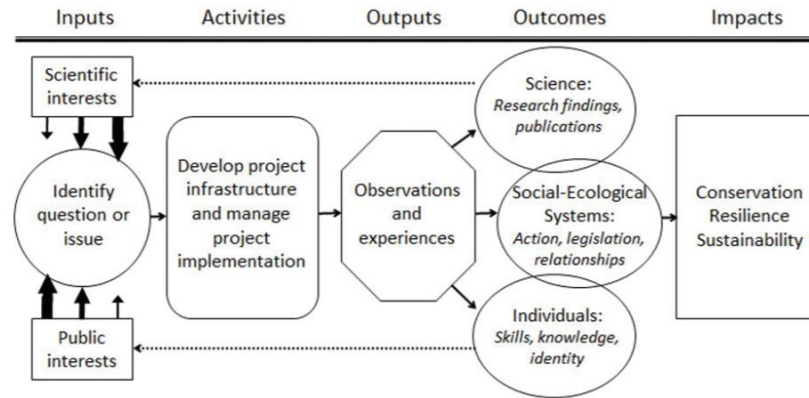 Inputs Activities Outputs Outcomes Impacts
Scientific
interests
Identify
question or
issue
Public
interests
Develop project
infrastructure
and manage
project
implementation
Observations
and
experiences
Science:
Research findings,
publications
Social-Ecological
Systems:
Action, legislation,
relationships
Individuals:
Skills, knowledge,
identity
Conservation
Resilience
Sustainability